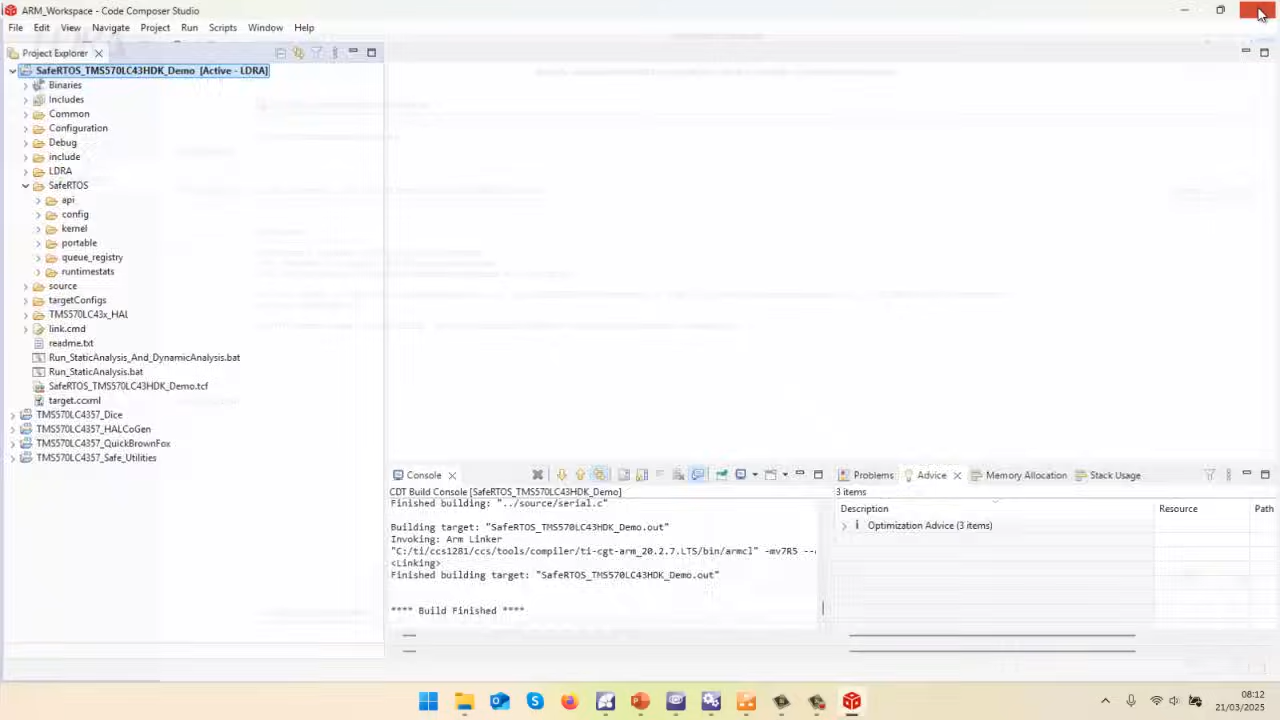 ARM_Workspace - Code Composer Studio
File Edit View Navigate Project Run Scripts Window Help
Project Explorer
SafeRTOS_TMS570LC43HDK_Demo [Active - LDRA]
Binaries
Includes
Common
Configuration
Debug
include
LDRA
SafeRTOS
api
config
kernel
portable
queue_registry
runtimestats
source
targetConfigs
TMS570LC43x_HAL
link.cmd
readme.txt
Run_StaticAnalysis_And_DynamicAnalysis.bat
Run_StaticAnalysis.bat
SafeRTOS_TMS570LC43HDK_Demo.tcf
target.ccxml
TMS570LC4357_Dice
TMS570LC4357_HALCoGen
TMS570LC4357_QuickBrownFox
TMS570LC4357_Safe_Utilities
Console
CDT Build Console [SafeRTOS_TMS570LC43HDK_Demo]
Finished building: "../source/serial.c"
Building target: "SafeRTOS_TMS570LC43HDK_Demo.out"
Invoking: Arm Linker
"C:/ti/ccs1281/ccs/tools/compiler/ti-cgt-arm_20.2.7.LTS/bin/armcl" -mv7R5 --
<Linking>
Finished building target: "SafeRTOS_TMS570LC43HDK_Demo.out"
**** Build Finished ****
Problems Advice Memory Allocation Stack Usage
3 items
Description Resource Path
Optimization Advice (3 items)
08:12
21/03/2025